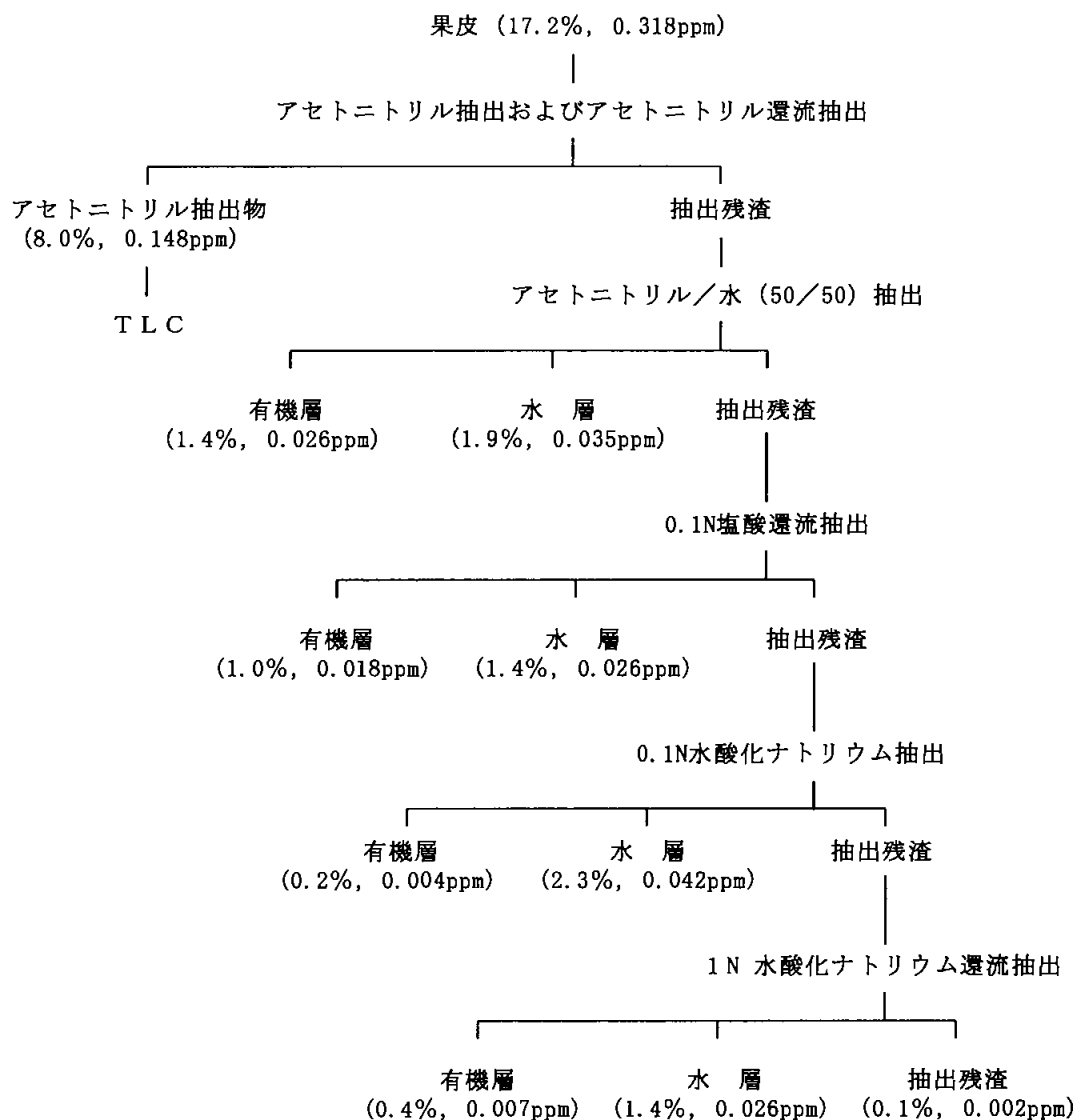 果皮 (17.2%, 0.318ppm)
アセトニトリル抽出およびアセトニトリル還流抽出
アセトニトリル抽出物 抽出残渣
(8.0%, 0.148ppm)
アセトニトリル/水 (50/50) 抽出
TLC
有機層 水 層 抽出残渣
(1.4%, 0.026ppm) (1.9%, 0.035ppm)
0.1N塩酸還流抽出
有機層 水 層 抽出残渣
(1.0%, 0.018ppm) (1.4%, 0.026ppm)
0.1N水酸化ナトリウム抽出
有機層 水 層 抽出残渣
(0.2%, 0.004ppm) (2.3%, 0.042ppm)
1N 水酸化ナトリウム還流抽出
有機層 水 層 抽出残渣
(0.4%, 0.007ppm) (1.4%, 0.026ppm) (0.1%, 0.002ppm)